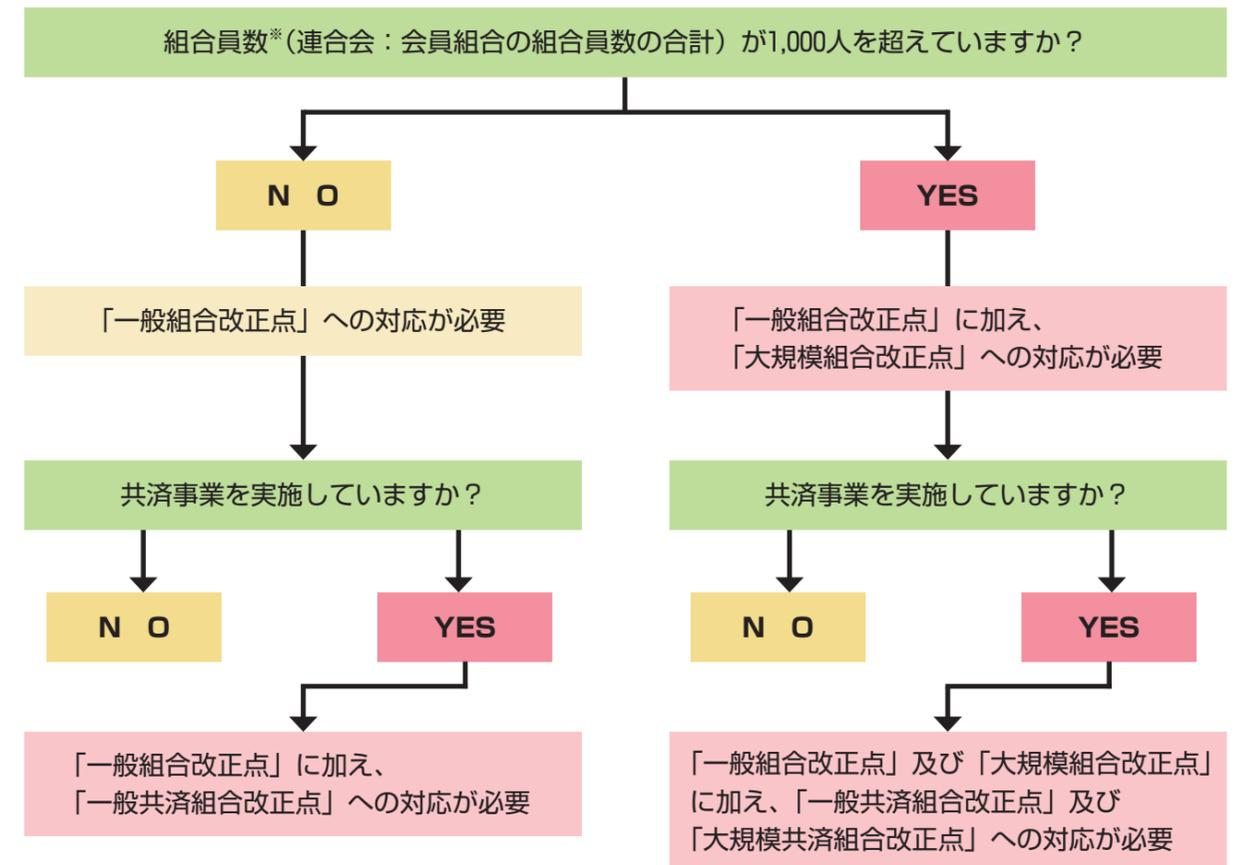 組合員数※（連合会：会員組合の組合員数の合計）が1,000人を超えていますか？
N O
YES
「一般組合改正点」への対応が必要
「一般組合改正点」に加え、
「大規模組合改正点」への対応が必要
共済事業を実施していますか？
共済事業を実施していますか？
N O
YES
N O
YES
「一般組合改正点」に加え、
「一般共済組合改正点」への対応が必要
「一般組合改正点」及び「大規模組合改正点」
に加え、「一般共済組合改正点」及び
「大規模共済組合改正点」への対応が必要